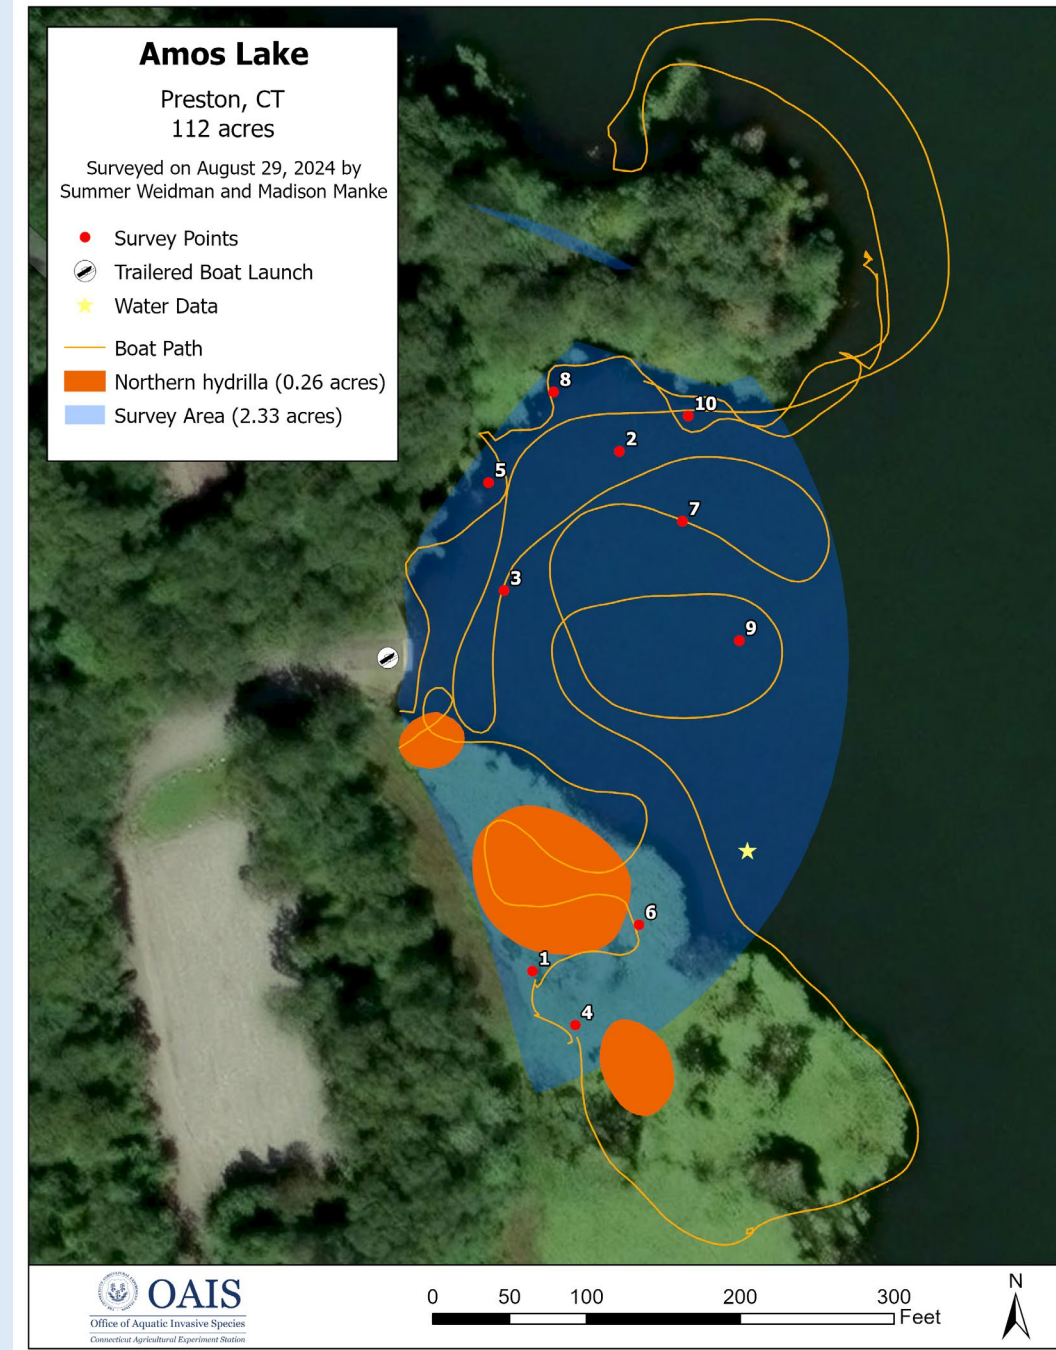 Amos Lake
Preston, CT
112 acres
Surveyed on August 29, 2024 by
Summer Weidman and Madison Manke
Survey Points
Trailered Boat Launch
Water Data
Boat Path
Northern hydrilla (0.26 acres)
Survey Area (2.33 acres)
8
10
2
5
7
3
9
6
1
4
OAIS
Office of Aquatic Invasive Species
Connecticut Agricultural Experiment Station
0 50 100 200 300
Feet
N